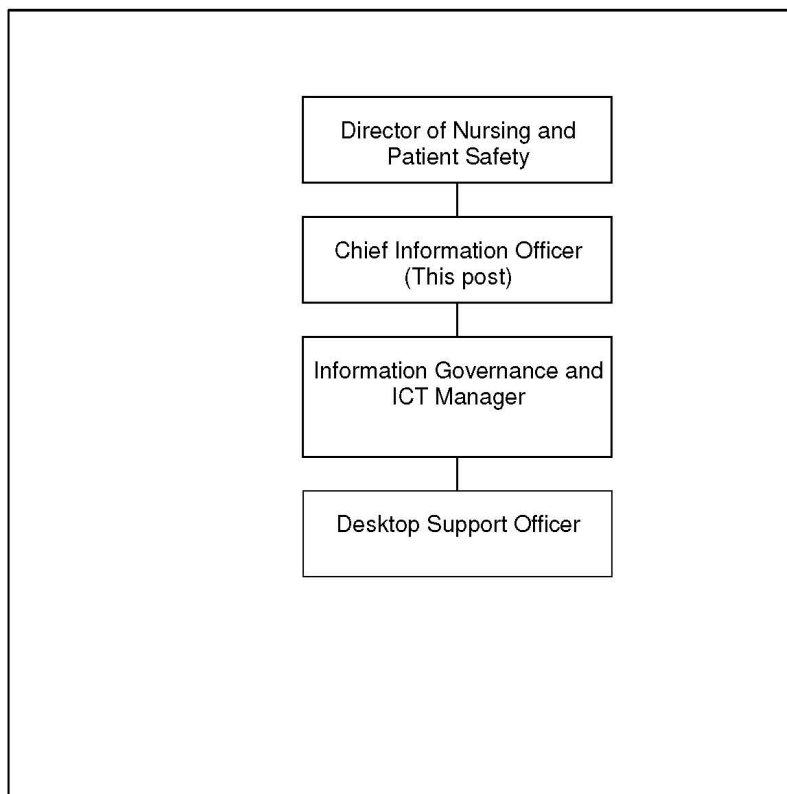 Director of Nursing and
Patient Safety
Chief Information Officer
(This post)
Information Governance and
ICT Manager
Desktop Support Officer